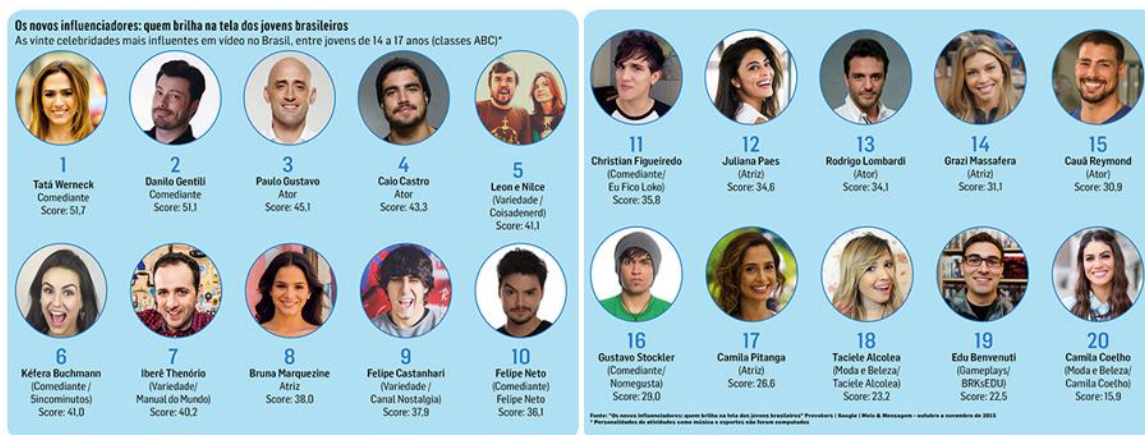 Os novos influenciadores: quem brilha na tela dos jovens brasileiros
As vinte celebridades mais influentes em vídeo no Brasil, entre jovens de 14 a 17 anos (classes ABC)*
1
Tatá Werneck
Comediante
Score: 51,7
2
Danilo Gentili
Comediante
Score: 51,1
3
Paulo Gustavo
Ator
Score: 45,1
4
Caio Castro
Ator
Score: 43,3
5
Leon e Nilce
(Variedade /
Coisadenerd)
Score: 41,1
6
Kéfera Buchmann
(Comediante /
5incominutos)
Score: 41,0
7
Iberê Thenório
(Variedade/
Manual do Mundo)
Score: 40,2
8
Bruna Marquezine
Atriz
Score: 38,0
9
Felipe Castanhari
(Variedade /
Canal Nostalgia)
Score: 37,9
10
Felipe Neto
(Comediante)
Felipe Neto
Score: 36,1
11
Christian Figueiredo
(Comediante/
Eu Fico Loko)
Score: 35,8
12
Juliana Paes
(Atriz)
Score: 34,6
13
Rodrigo Lombardi
(Ator)
Score: 34,1
14
Grazi Massafera
(Atriz)
Score: 31,1
15
Cauã Reymond
(Ator)
Score: 30,9
16
Gustavo Stockler
(Comediante/
Nomegusta)
Score: 29,0
17
Camila Pitanga
(Atriz)
Score: 26,6
18
Taciele Alcolea
(Moda e Beleza/
Taciele Alcolea)
Score: 23,2
19
Edu Benvenuti
(Gameplays/
BRKsEDU)
Score: 22,5
20
Camila Coelho
(Moda e Beleza/
Camila Coelho)
Score: 15,9
Fonte: "Os novos influenciadores: quem brilha na tela dos jovens brasileiros" Provokers | Google | Meio & Mensagem - outubro a novembro de 2015
* Personalidades de atividades como música e esportes não foram computados